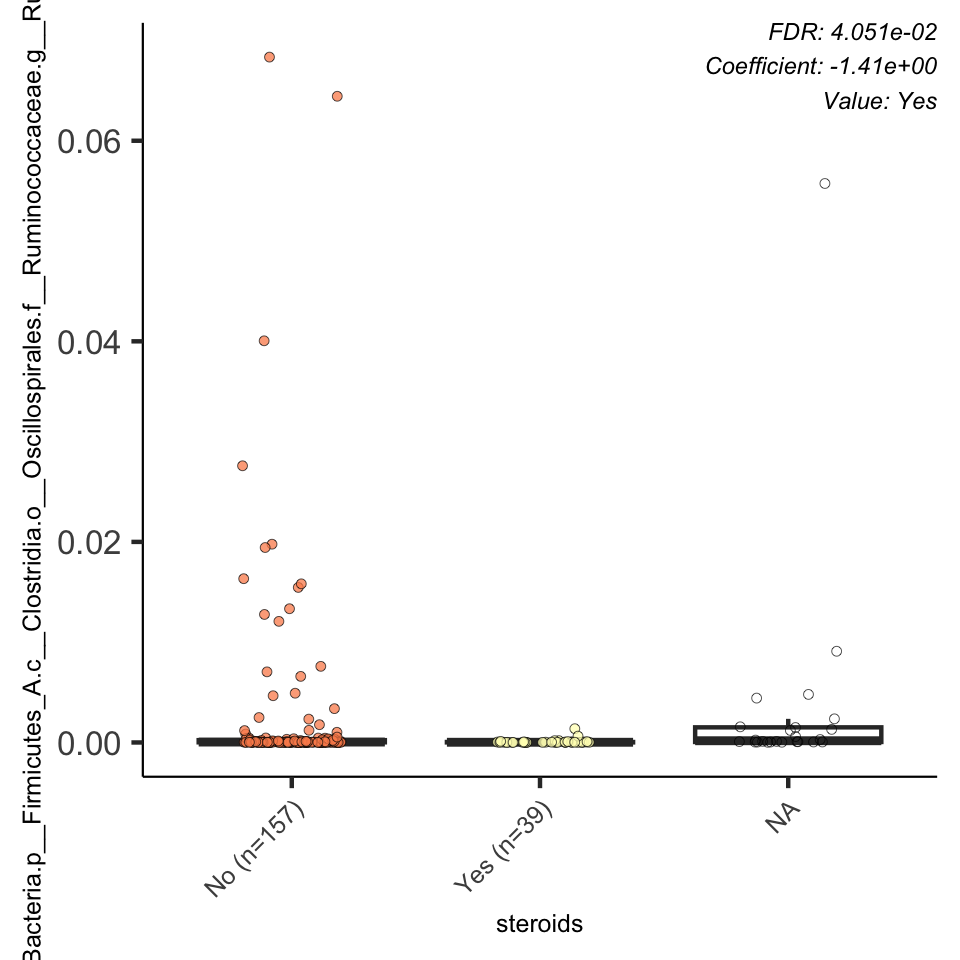 FDR: 4.051e-02
Coefficient: -1.41e+00
Value: Yes
Bacteria.p__Firmicutes_A.c__Clostridia.o__Oscillospirales.f__Ruminococcaceae.g__Ru
0.06
0.04
0.02
0.00
No (n=157)
Yes (n=39)
NA
steroids